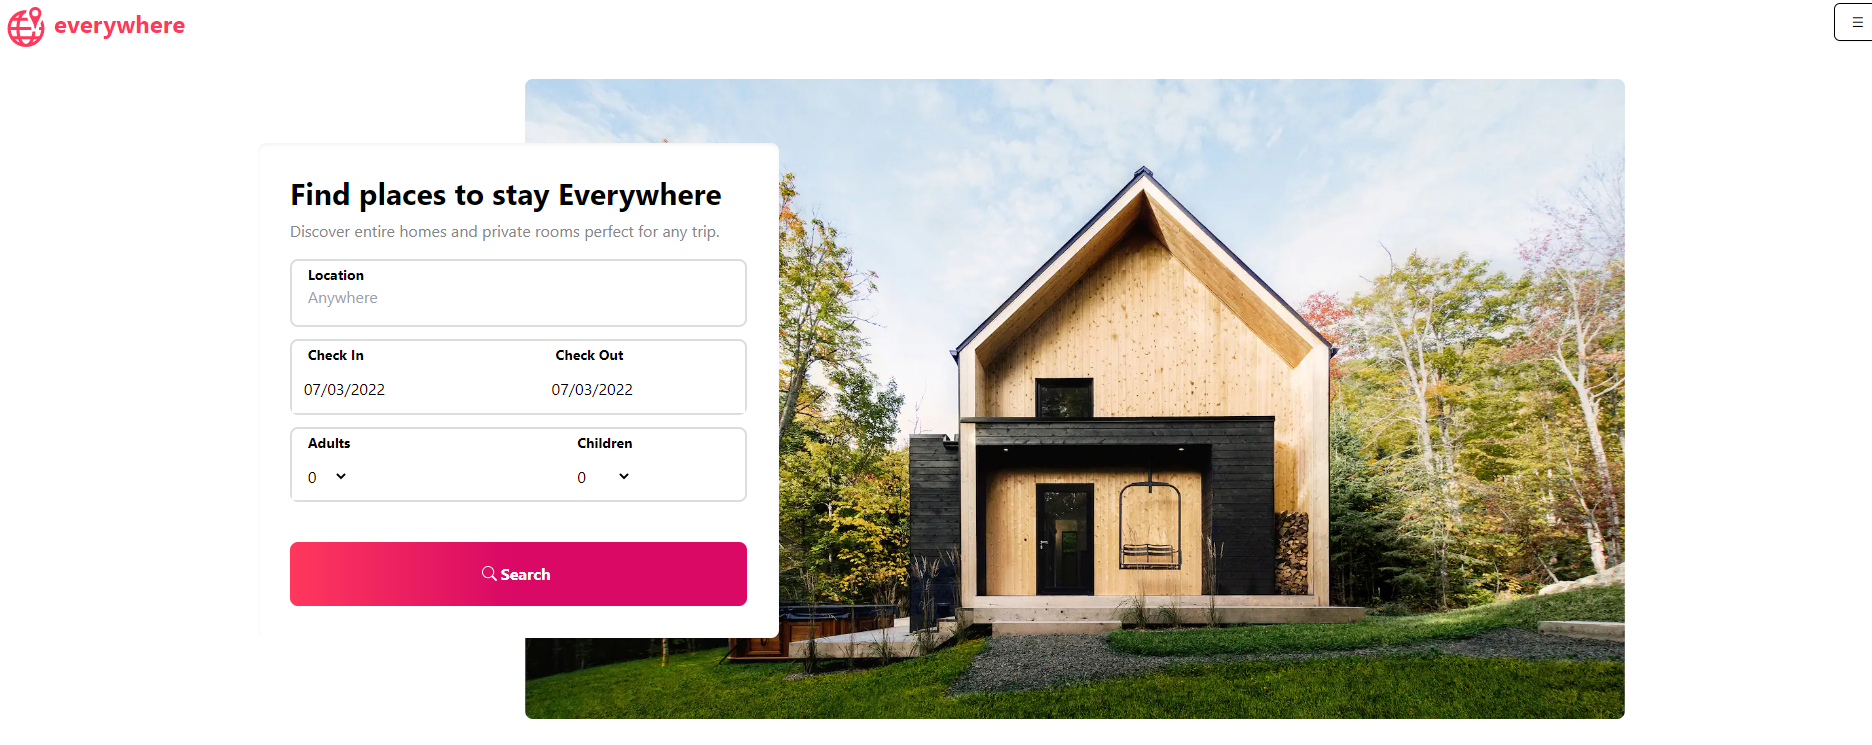 everywhere
Find places to stay Everywhere
Discover entire homes and private rooms perfect for any trip.
Location
Anywhere
Check In Check Out
07/03/2022 07/03/2022
Adults Children
0 0
Search